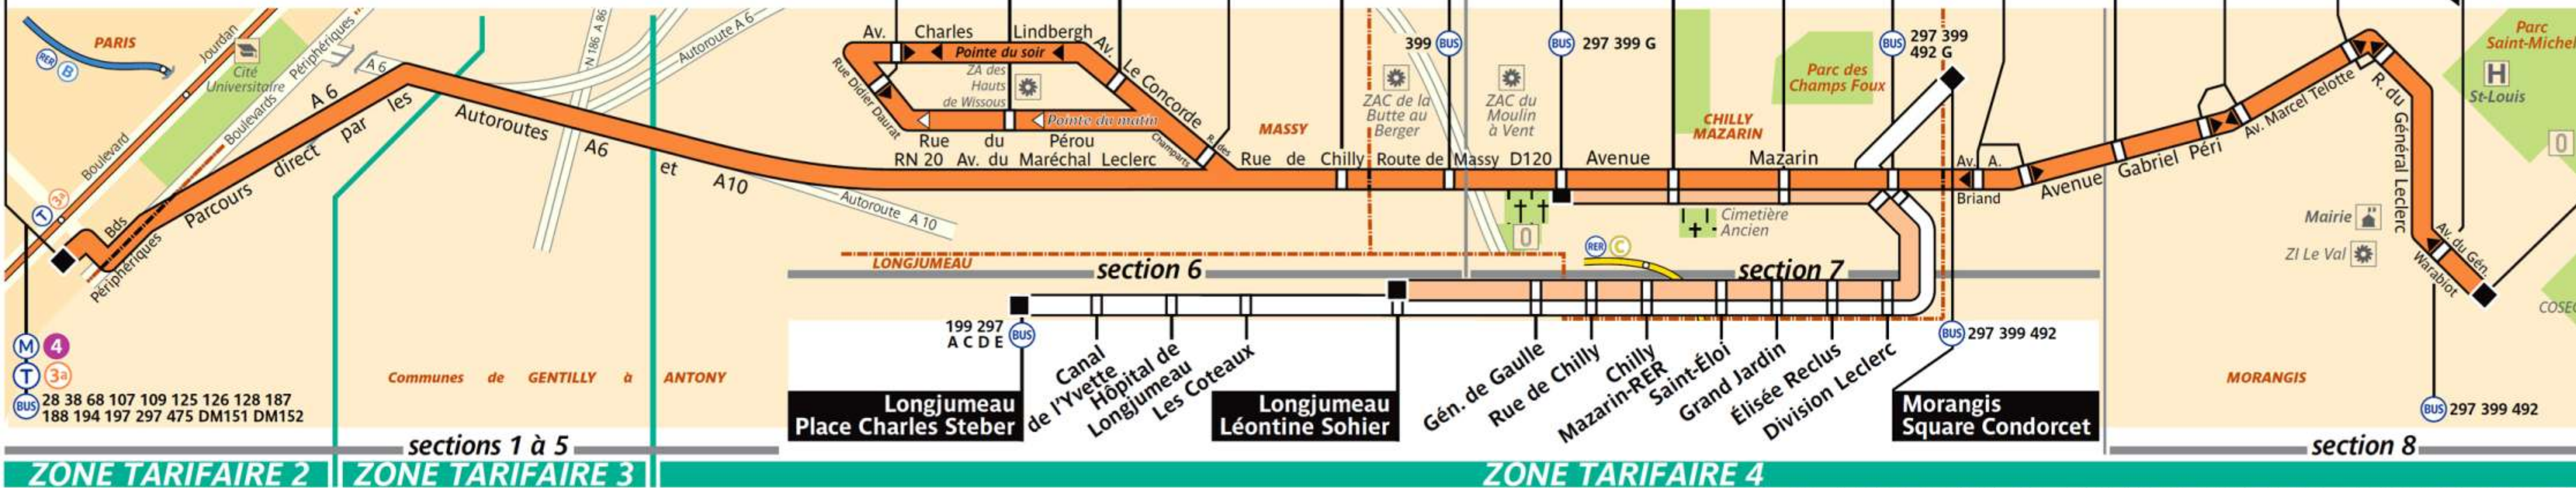 PARIS
RER B
Jourdan
Boulevard
Cité
Universitaire
Périphériques
Boulevards
A 6
A 6
Bds
Périphériques
Parcours direct par les Autoroutes A6 et A10
N 186 A 86
Autoroute A 6
Autoroute A 10
T 3a
M 4
T 3a
BUS 28 38 68 107 109 125 126 128 187
188 194 197 297 475 DM151 DM152
Communes de GENTILLY à ANTONY
Av. Charles Lindbergh
Av. Le Concorde
Pointe du soir
ZA des
Hauts
de Wissous
Rue Didier Daurat
Pointe du matin
Rue du Pérou
Champarts
R. des
RN 20 Av. du Maréchal Leclerc
MASSY
Rue de Chilly
Route de Massy D120
399 BUS
BUS 297 399 G
ZAC de la
Butte au
Berger
ZAC du
Moulin
à Vent
CHILLY
MAZARIN
Parc des
Champs Foux
BUS 297 399
492 G
Avenue Mazarin
Cimetière
Ancien
Av. A.
Briand
Avenue Gabriel Péri
Av. Marcel Telotte
R. du Général Leclerc
Av. du Gén.
Warabiot
Parc
Saint-Michel
H
St-Louis
Mairie
ZI Le Val
COSEC
MORANGIS
BUS 297 399 492
LONGJUMEAU
section 6
RER C
section 7
199 297
A C D E
BUS
Longjumeau
Place Charles Steber
Canal
de l'Yvette
Hôpital de
Longjumeau
Les Coteaux
Longjumeau
Léontine Sohier
Gén. de Gaulle
Rue de Chilly
Chilly
Mazarin-RER
Saint-Éloi
Grand Jardin
Élisée Reclus
Division Leclerc
BUS 297 399 492
Morangis
Square Condorcet
sections 1 à 5
section 8
ZONE TARIFAIRE 2
ZONE TARIFAIRE 3
ZONE TARIFAIRE 4